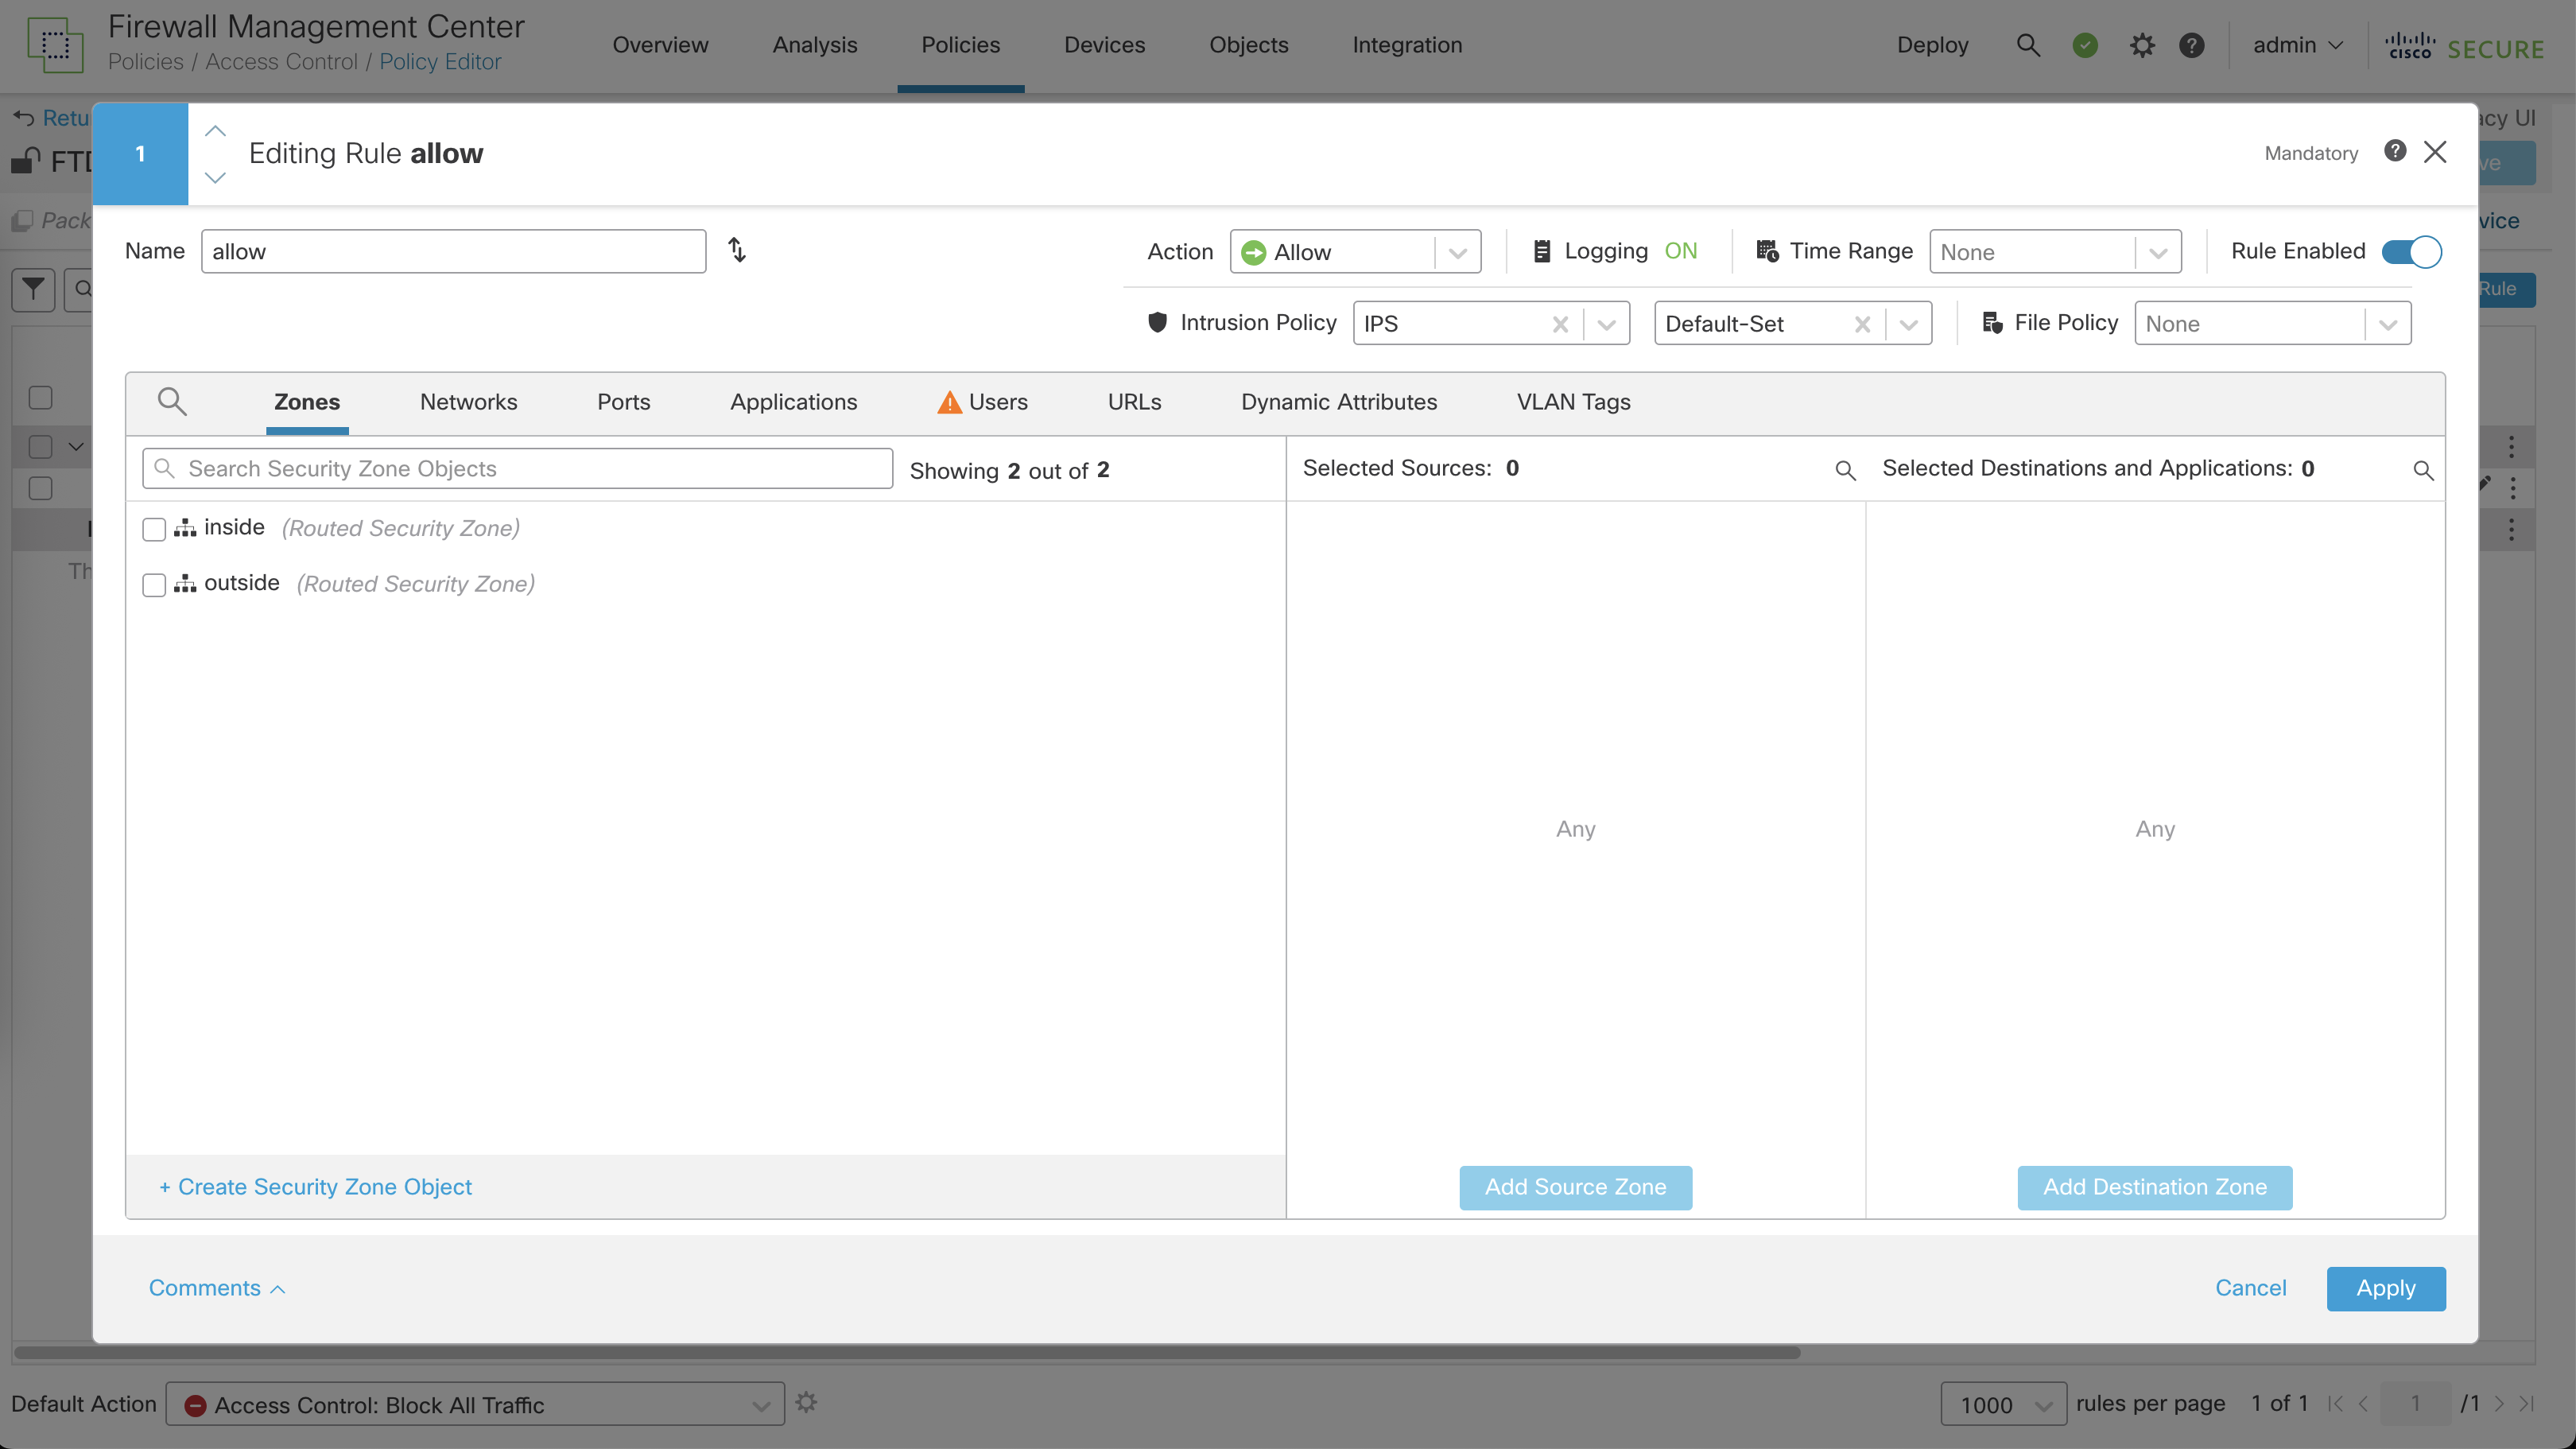 Firewall Management Center
Policies / Access Control / Policy Editor
Overview
Analysis
Policies
Devices
Objects
Integration
Deploy
admin
cisco SECURE
Retu
acy UI
FTD
ve
1
Editing Rule allow
Mandatory
Pack
vice
Name
allow
Action
Allow
Logging ON
Time Range
None
Rule Enabled
Rule
Intrusion Policy
IPS
Default-Set
File Policy
None
Zones
Networks
Ports
Applications
Users
URLs
Dynamic Attributes
VLAN Tags
Search Security Zone Objects
Showing 2 out of 2
Selected Sources: 0
Selected Destinations and Applications: 0
inside (Routed Security Zone)
outside (Routed Security Zone)
Th
Any
Any
+ Create Security Zone Object
Add Source Zone
Add Destination Zone
Comments
Cancel
Apply
Default Action
Access Control: Block All Traffic
1000
rules per page
1 of 1
1
/1